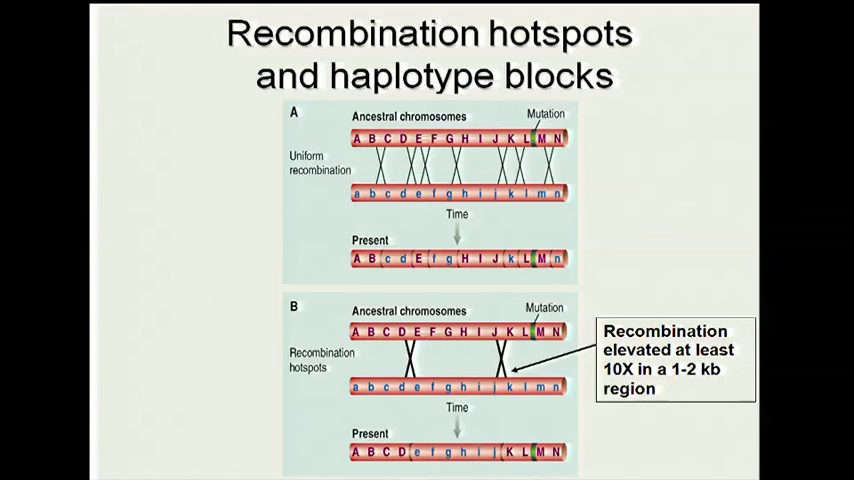 Recombination hotspots
and haplotype blocks
A
Ancestral chromosomes
Mutation
A B C D E F G H I J K L M N
Uniform
recombination
a b c d e f g h i j k l m n
Time
Present
A B c d E f g H I J k L M n
B
Ancestral chromosomes
Mutation
A B C D E F G H I J K L M N
Recombination
hotspots
a b c d e f g h i j k l m n
Time
Present
A B C D e f g h i j K L M N
Recombination
elevated at least
10X in a 1-2 kb
region